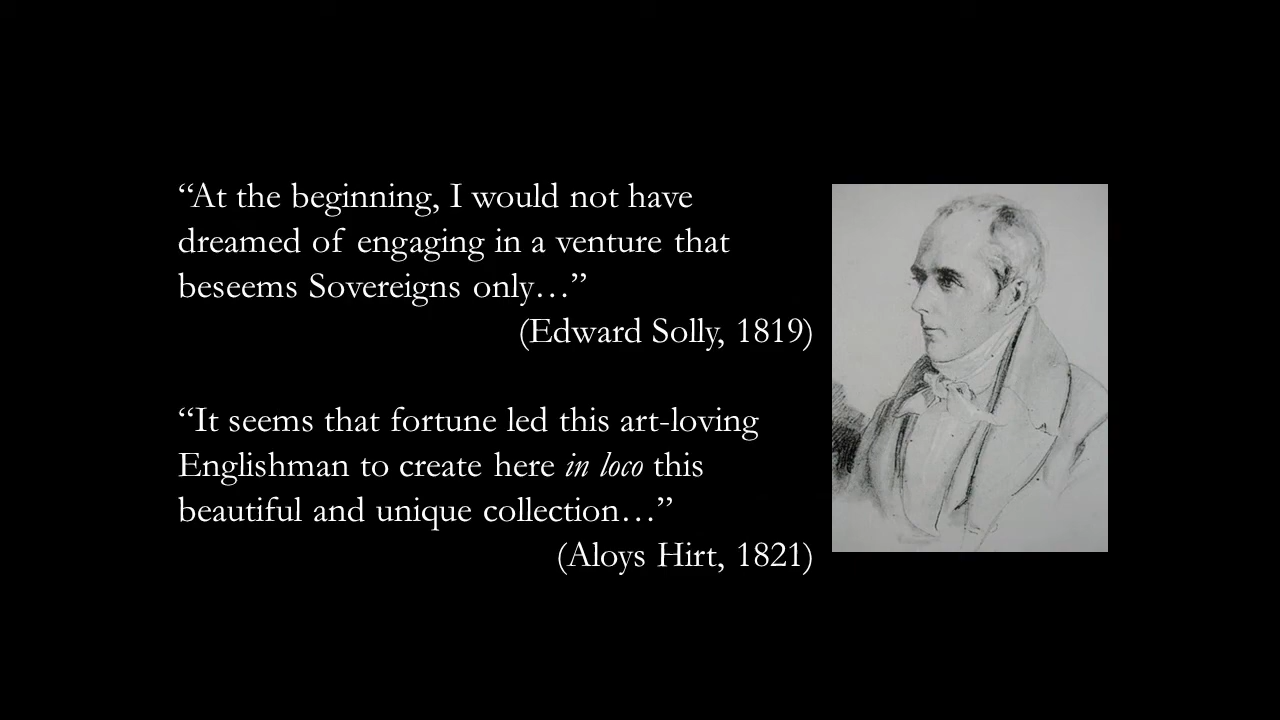 “At the beginning, I would not have
dreamed of engaging in a venture that
beseems Sovereigns only…”
(Edward Solly, 1819)
“It seems that fortune led this art-loving
Englishman to create here in loco this
beautiful and unique collection…”
(Aloys Hirt, 1821)